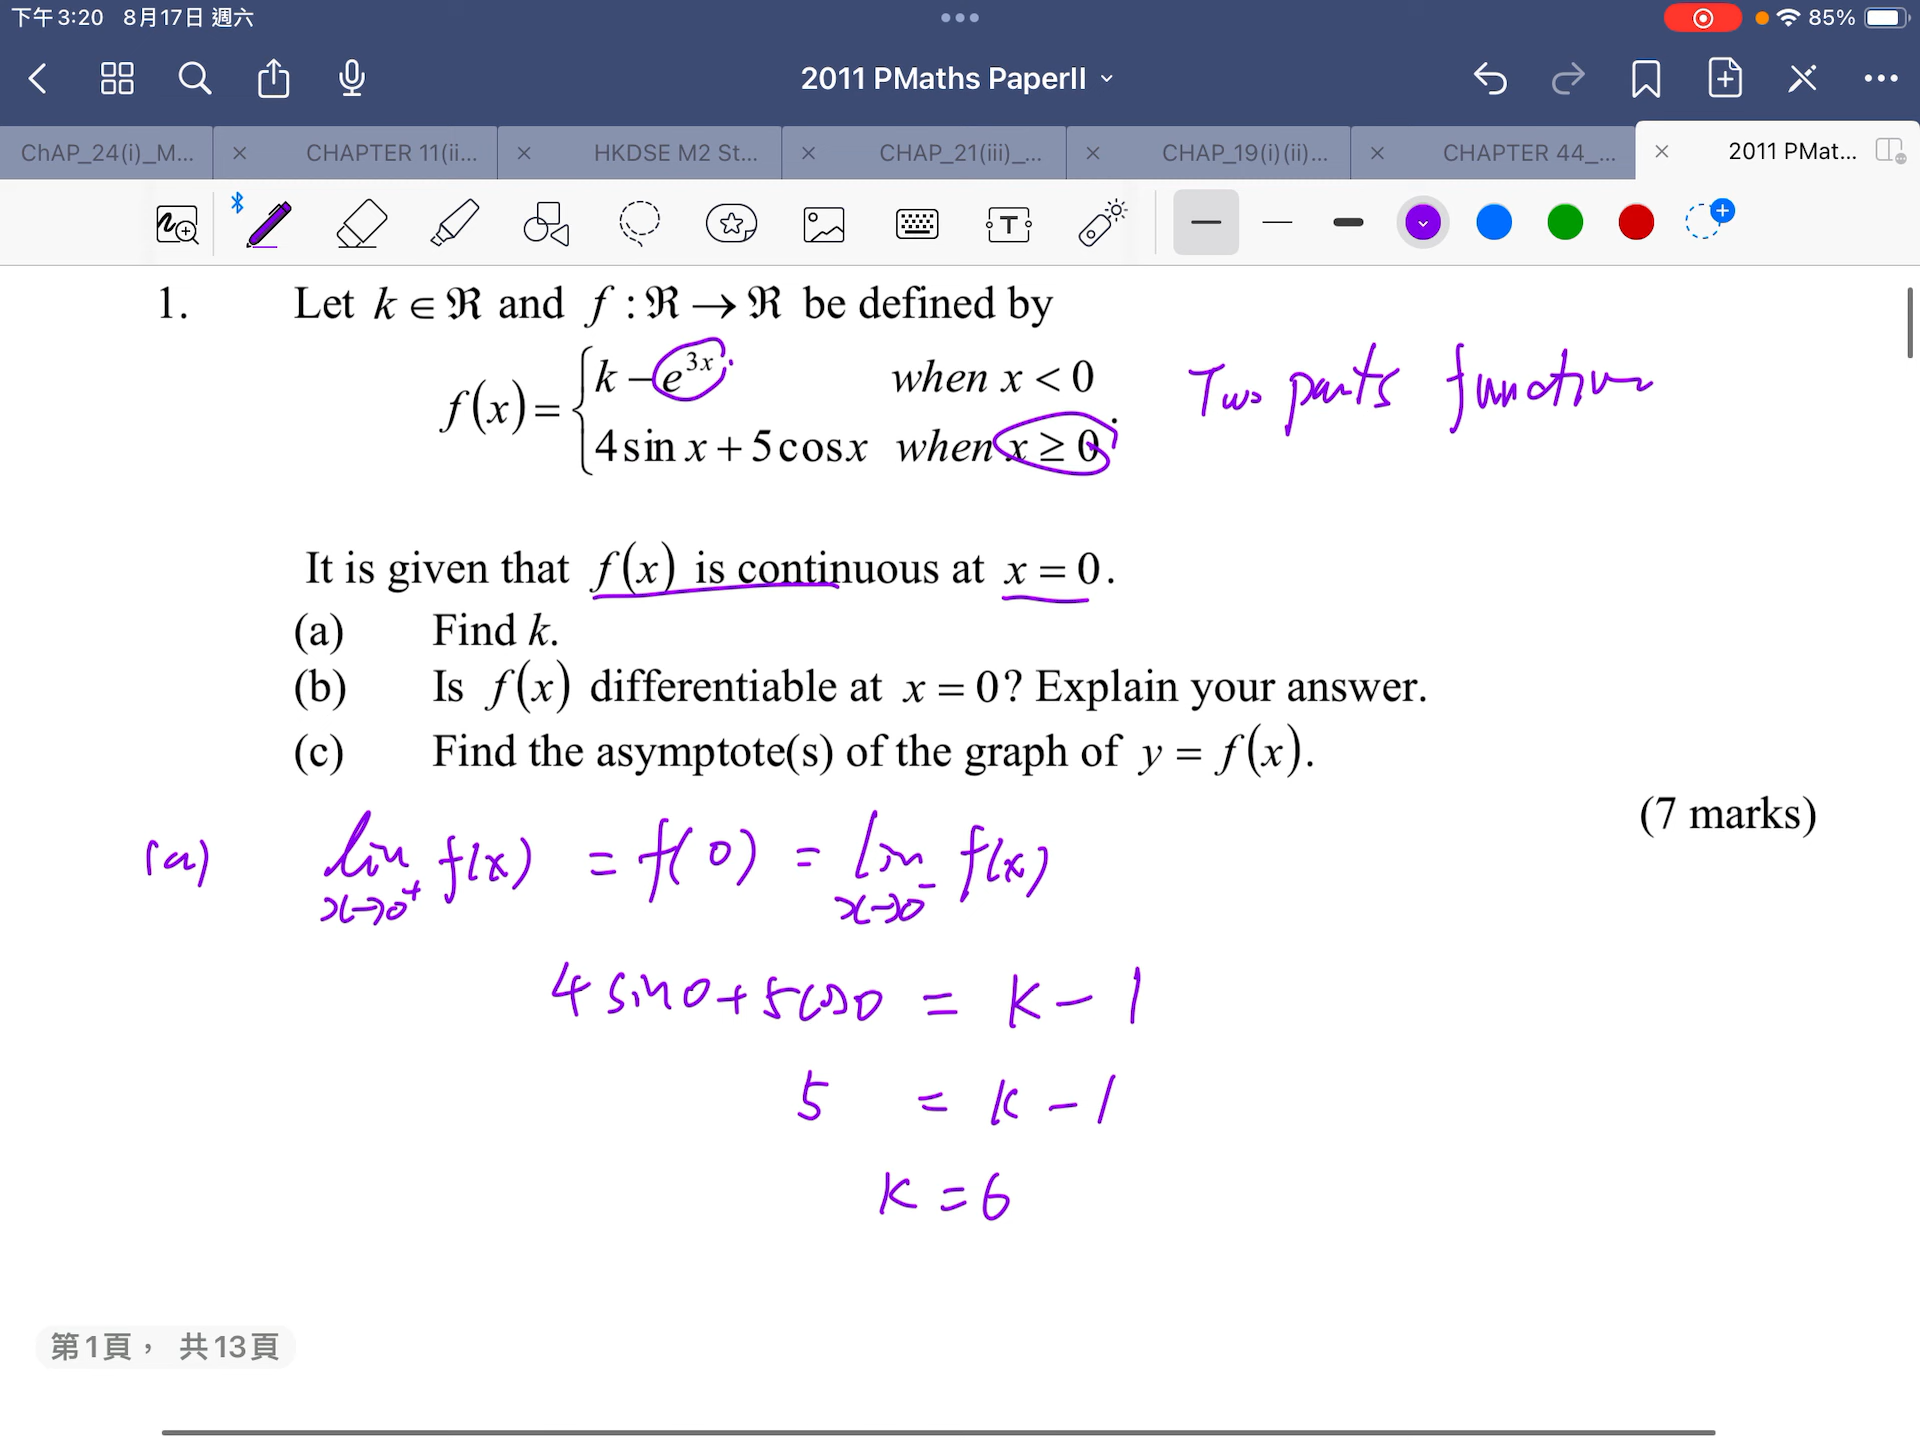 下午3:20 8月17日 週六 85%
2011 PMaths PaperII
ChAP_24(i)_M... CHAPTER 11(ii... HKDSE M2 St... CHAP_21(iii)_... CHAP_19(i)(ii)... CHAPTER 44_... 2011 PMat...
1. Let k ∈ ℜ and f : ℜ → ℜ be defined by
f(x) = { k − e^{3x} when x < 0
4 sin x + 5 cos x when x ≥ 0 .
Two parts function
It is given that f(x) is continuous at x = 0.
(a) Find k.
(b) Is f(x) differentiable at x = 0? Explain your answer.
(c) Find the asymptote(s) of the graph of y = f(x).
(7 marks)
(a) lim x→0⁺ f(x) = f(0) = lim x→0⁻ f(x)
4 sin 0 + 5 cos 0 = k − 1
5 = k − 1
k = 6
第1頁， 共13頁